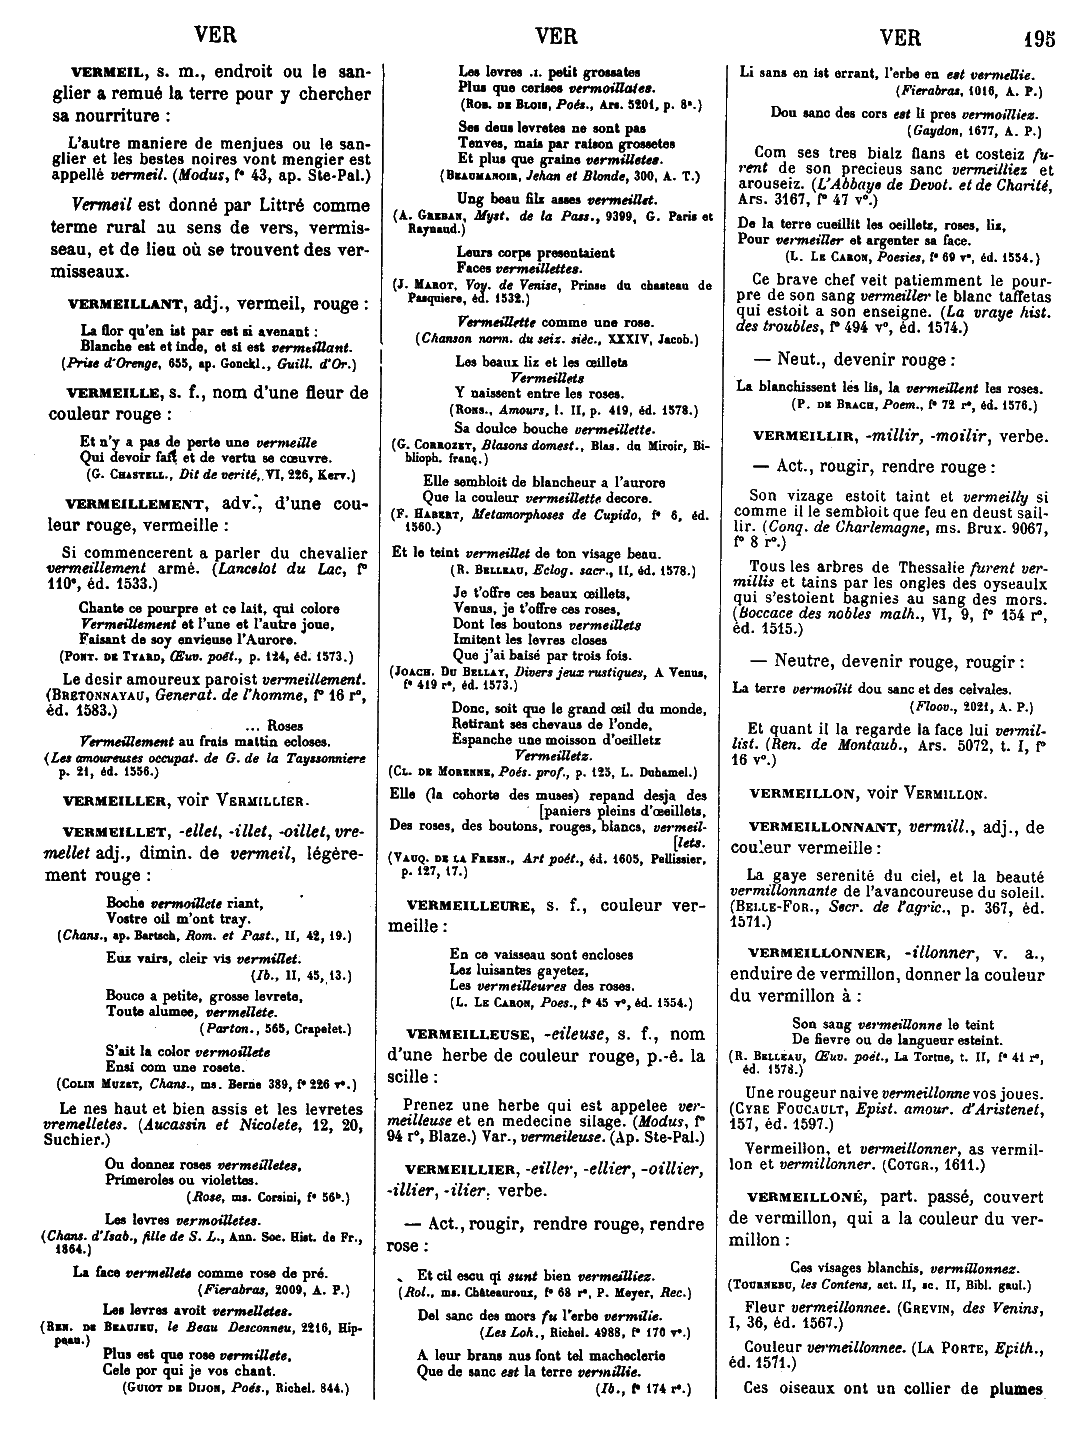 VER
VER
VER 195
VERMEIL, s. m., endroit ou le san-
glier a remué la terre pour y chercher
sa nourriture :
L'autre maniere de menjues ou le san-
glier et les bestes noires vont mengier est
appellé vermeil. (Modus, f° 43, ap. Ste-Pal.)
Vermeil est donné par Littré comme
terme rural au sens de vers, vermis-
seau, et de lieu où se trouvent des ver-
misseaux.
VERMEILLANT, adj., vermeil, rouge :
La flor qu'en ist par est si avenant :
Blanche est et inde, et si est vermeillant.
(Prise d'Orenge, 655, ap. Gonckl., Guill. d'Or.)
VERMEILLE, s. f., nom d'une fleur de
couleur rouge :
Et n'y a pas de perte une vermeille
Qui devoir fait et de vertu se cœuvre.
(G. CHASTELL., Dit de verité, VI, 226, Kerv.)
VERMEILLEMENT, adv., d'une cou-
leur rouge, vermeille :
Si commencerent a parler du chevalier
vermeillement armé. (Lancelot du Lac, f°
110ª, éd. 1533.)
Chante ce pourpre et ce lait, qui colore
Vermeillement et l'une et l'autre joue,
Faisant de soy envieuse l'Aurore.
(PONT. DE TYARD, Œuv. poét., p. 124, éd. 1573.)
Le desir amoureux paroist vermeillement.
(BRETONNAYAU, Generat. de l'homme, f° 16 r°,
éd. 1583.)
... Roses
Vermeillement au frais mattin ecloses.
(Les amoureuses occupat. de G. de la Tayssonniere
p. 21, éd. 1556.)
VERMEILLER, voir VERMILLIER.
VERMEILLET, -ellet, -illet, -oillet, vre-
mellet adj., dimin. de vermeil, légère-
ment rouge :
Boche vermoillete riant,
Vostre oil m'ont tray.
(Chans., ap. Bartsch, Rom. et Past., II, 42, 19.)
Euz vairs, cleir vis vermillet.
(Ib., II, 45, 13.)
Bouce a petite, grosse levrete,
Toute alumee, vermellete.
(Parton., 565, Crapelet.)
S'ait la color vermoillete
Ensi com une rosete.
(COLIN MUZET, Chans., ms. Berne 389, f° 226 v°.)
Le nes haut et bien assis et les levretes
vremelletes. (Aucassin et Nicolete, 12, 20,
Suchier.)
Ou donnez roses vermeilletes,
Primeroles ou violettes.
(Rose, ms. Corsini, f° 56ᵇ.)
Les levres vermoilletes.
(Chans. d'Isab., fille de S. L., Ann. Soc. Hist. de Fr.,
1864.)
La face vermellete comme rose de pré.
(Fierabras, 2009, A. P.)
Les levres avoit vermelletes.
(REN. DE BEAUJEU, le Beau Desconneu, 2216, Hip-
peau.)
Plus est que rose vermillete,
Cele por qui je vos chant.
(GUIOT DE DIJON, Poés., Richel. 844.)
Les levres .I. petit grossates
Plus que cerises vermoillates.
(ROB. DE BLOIS, Poés., Ars. 5201, p. 8ª.)
Ses deus levretes ne sont pas
Tenves, mais par raison grossetes
Et plus que graine vermilletes.
(BEAUMANOIR, Jehan et Blonde, 300, A. T.)
Ung beau filz asses vermeillet.
(A. GREBAN, Myst. de la Pass., 9399, G. Paris et
Raynaud.)
Leurs corps presentaient
Faces vermeillettes.
(J. MAROT, Voy. de Venise, Prinse du chasteau de
Pasquiere, éd. 1532.)
Vermeillette comme une rose.
(Chanson norm. du seiz. sièc., XXXIV, Jacob.)
Les beaux liz et les œillets
Vermeillets
Y naissent entre les roses.
(RONS., Amours, l. II, p. 419, éd. 1578.)
Sa doulce bouche vermeillette.
(G. CORROZET, Blasons domest., Blas. du Miroir, Bi-
blioph. franç.)
Elle sembloit de blancheur a l'aurore
Que la couleur vermeillette decore.
(F. HABERT, Metamorphoses de Cupido, f° 6, éd.
1560.)
Et le teint vermeillet de ton visage beau.
(R. BELLEAU, Eclog. sacr., II, éd. 1578.)
Je t'offre ces beaux œillets,
Venus, je t'offre ces roses,
Dont les boutons vermeillets
Imitent les levres closes
Que j'ai baisé par trois fois.
(JOACH. DU BELLAY, Divers jeux rustiques, A Venus,
f° 419 r°, éd. 1573.)
Donc, soit que le grand œil du monde,
Retirant ses chevaus de l'onde,
Espanche une moisson d'oeilletz
Vermeilletz.
(CL. DE MORENNE, Poés. prof., p. 125, L. Duhamel.)
Elle (la cohorte des muses) repand desja des
[paniers pleins d'œeillets,
Des roses, des boutons, rouges, blancs, vermeil-
[lets.
(VAUQ. DE LA FRESN., Art poét., éd. 1605, Pellissier,
p. 127, 17.)
VERMEILLEURE, s. f., couleur ver-
meille :
En ce vaisseau sont encloses
Lez luisantes gayetez,
Les vermeilleures des roses.
(L. LE CARON, Poes., f° 45 v°, éd. 1554.)
VERMEILLEUSE, -eileuse, s. f., nom
d'une herbe de couleur rouge, p.-ê. la
scille :
Prenez une herbe qui est appelee ver-
meilleuse et en medecine silage. (Modus, f°
94 r°, Blaze.) Var., vermeileuse. (Ap. Ste-Pal.)
VERMEILLIER, -eiller, -ellier, -oillier,
-illier, -ilier, verbe.
— Act., rougir, rendre rouge, rendre
rose :
Et cil escu qi sunt bien vermeilliez.
(Rol., ms. Châteauroux, f° 68 r°, P. Meyer, Rec.)
Del sanc des mors fu l'erbe vermilie.
(Les Loh., Richel. 4988, f° 170 v°.)
A leur brans nus font tel macheclerie
Que de sanc est la terre vermillie.
(Ib., f° 174 r°.)
Li sans en ist errant, l'erbe en est vermellie.
(Fierabras, 1016, A. P.)
Dou sanc des cors est li pres vermoilliez.
(Gaydon, 1677, A. P.)
Com ses tres bialz flans et costeiz fu-
rent de son precieus sanc vermeilliez et
arouseiz. (L'Abbaye de Devot. et de Charité,
Ars. 3167, f° 47 v°.)
De la terre cueillit les oeillets, roses, liz,
Pour vermeiller et argenter sa face.
(L. LE CARON, Poesies, f° 69 v°, éd. 1554.)
Ce brave chef veit patiemment le pour-
pre de son sang vermeiller le blanc taffetas
qui estoit a son enseigne. (La vraye hist.
des troubles, f° 494 v°, éd. 1574.)
— Neut., devenir rouge :
La blanchissent lés lis, la vermeillent les roses.
(P. DE BRACH, Poem., f° 72 r°, éd. 1576.)
VERMEILLIR, -millir, -moilir, verbe.
— Act., rougir, rendre rouge :
Son vizage estoit taint et vermeilly si
comme il le sembloit que feu en deust sail-
lir. (Conq. de Charlemagne, ms. Brux. 9067,
f° 8 r°.)
Tous les arbres de Thessalie furent ver-
millis et tains par les ongles des oyseaulx
qui s'estoient bagnies au sang des mors.
(Boccace des nobles malh., VI, 9, f° 154 r°,
éd. 1515.)
— Neutre, devenir rouge, rougir :
La terre vermoilit dou sanc et des celvales.
(Floov., 2021, A. P.)
Et quant il la regarde la face lui vermil-
list. (Ren. de Montaub., Ars. 5072, t. I, f°
16 v°.)
VERMEILLON, voir VERMILLON.
VERMEILLONNANT, vermill., adj., de
couleur vermeille :
La gaye serenité du ciel, et la beauté
vermillonnante de l'avancoureuse du soleil.
(BELLE-FOR., Secr. de l'agric., p. 367, éd.
1571.)
VERMEILLONNER, -illonner, v. a.,
enduire de vermillon, donner la couleur
du vermillon à :
Son sang vermeillonne le teint
De fievre ou de langueur esteint.
(R. BELLEAU, Œuv. poét., La Tortue, t. II, f° 41 r°,
éd. 1578.)
Une rougeur naive vermeillonne vos joues.
(CYRE FOUCAULT, Epist. amour. d'Aristenet,
157, éd. 1597.)
Vermeillon, et vermeillonner, as vermil-
lon et vermillonner. (COTGR., 1611.)
VERMEILLONÉ, part. passé, couvert
de vermillon, qui a la couleur du ver-
millon :
Ces visages blanchis, vermillonnez.
(TOURNEBU, les Contens, act. II, sc. II, Bibl. gaul.)
Fleur vermeillonnee. (GREVIN, des Venins,
I, 36, éd. 1567.)
Couleur vermeillonnee. (LA PORTE, Epith.,
éd. 1571.)
Ces oiseaux ont un collier de plumes